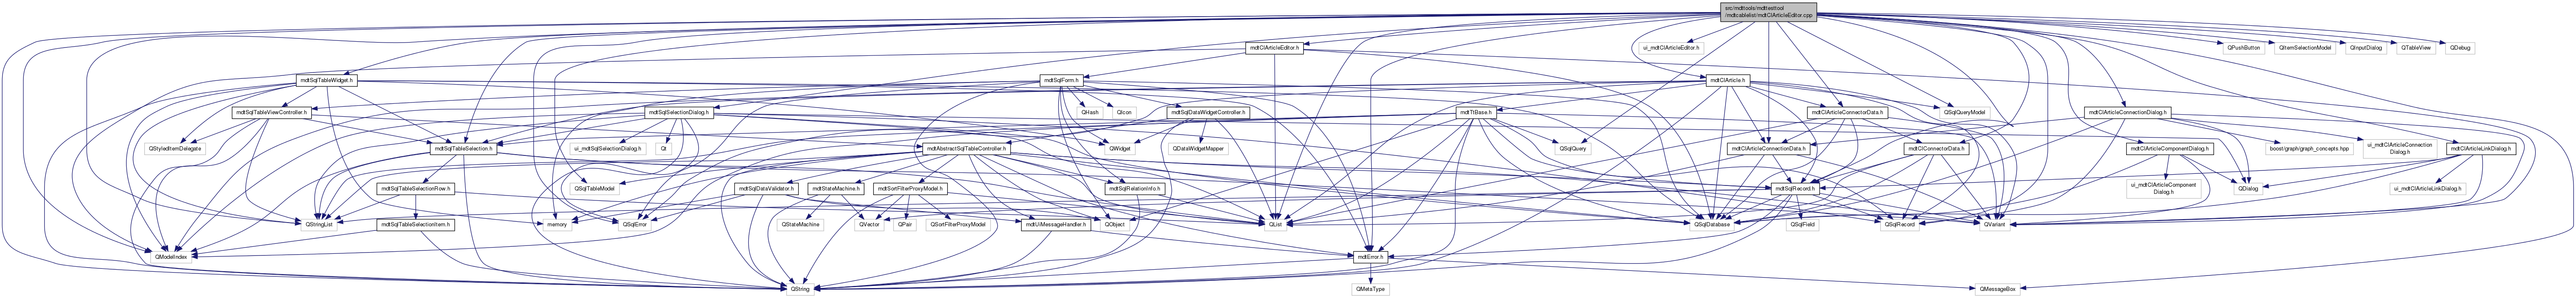 src/mdttools/mdttesttool
/mdtcablelist/mdtClArticleEditor.cpp
mdtClArticleEditor.h
ui_mdtClArticleEditor.h
QPushButton
QItemSelectionModel
QInputDialog
QTableView
QDebug
mdtSqlTableWidget.h
mdtSqlForm.h
mdtClArticle.h
mdtSqlTableViewController.h
mdtSqlSelectionDialog.h
QHash
QIcon
mdtSqlDataWidgetController.h
mdtTtBase.h
mdtClArticleConnectorData.h
QSqlQueryModel
mdtClArticleConnectionDialog.h
QStyledItemDelegate
mdtSqlTableSelection.h
ui_mdtSqlSelectionDialog.h
Qt
mdtAbstractSqlTableController.h
QWidget
QDataWidgetMapper
QSqlQuery
mdtClArticleConnectionData.h
mdtClConnectorData.h
mdtClArticleComponentDialog.h
boost/graph/graph_concepts.hpp
ui_mdtClArticleConnection
Dialog.h
mdtClArticleLinkDialog.h
mdtSqlTableSelectionRow.h
QSqlTableModel
mdtSqlDataValidator.h
mdtStateMachine.h
mdtSortFilterProxyModel.h
mdtSqlRelationInfo.h
mdtSqlRecord.h
ui_mdtClArticleComponent
Dialog.h
QDialog
ui_mdtClArticleLinkDialog.h
QStringList
mdtSqlTableSelectionItem.h
memory
QSqlError
QStateMachine
QVector
QPair
QSortFilterProxyModel
mdtUiMessageHandler.h
QObject
QList
QSqlDatabase
QSqlField
QSqlRecord
QVariant
QModelIndex
mdtError.h
QString
QMetaType
QMessageBox